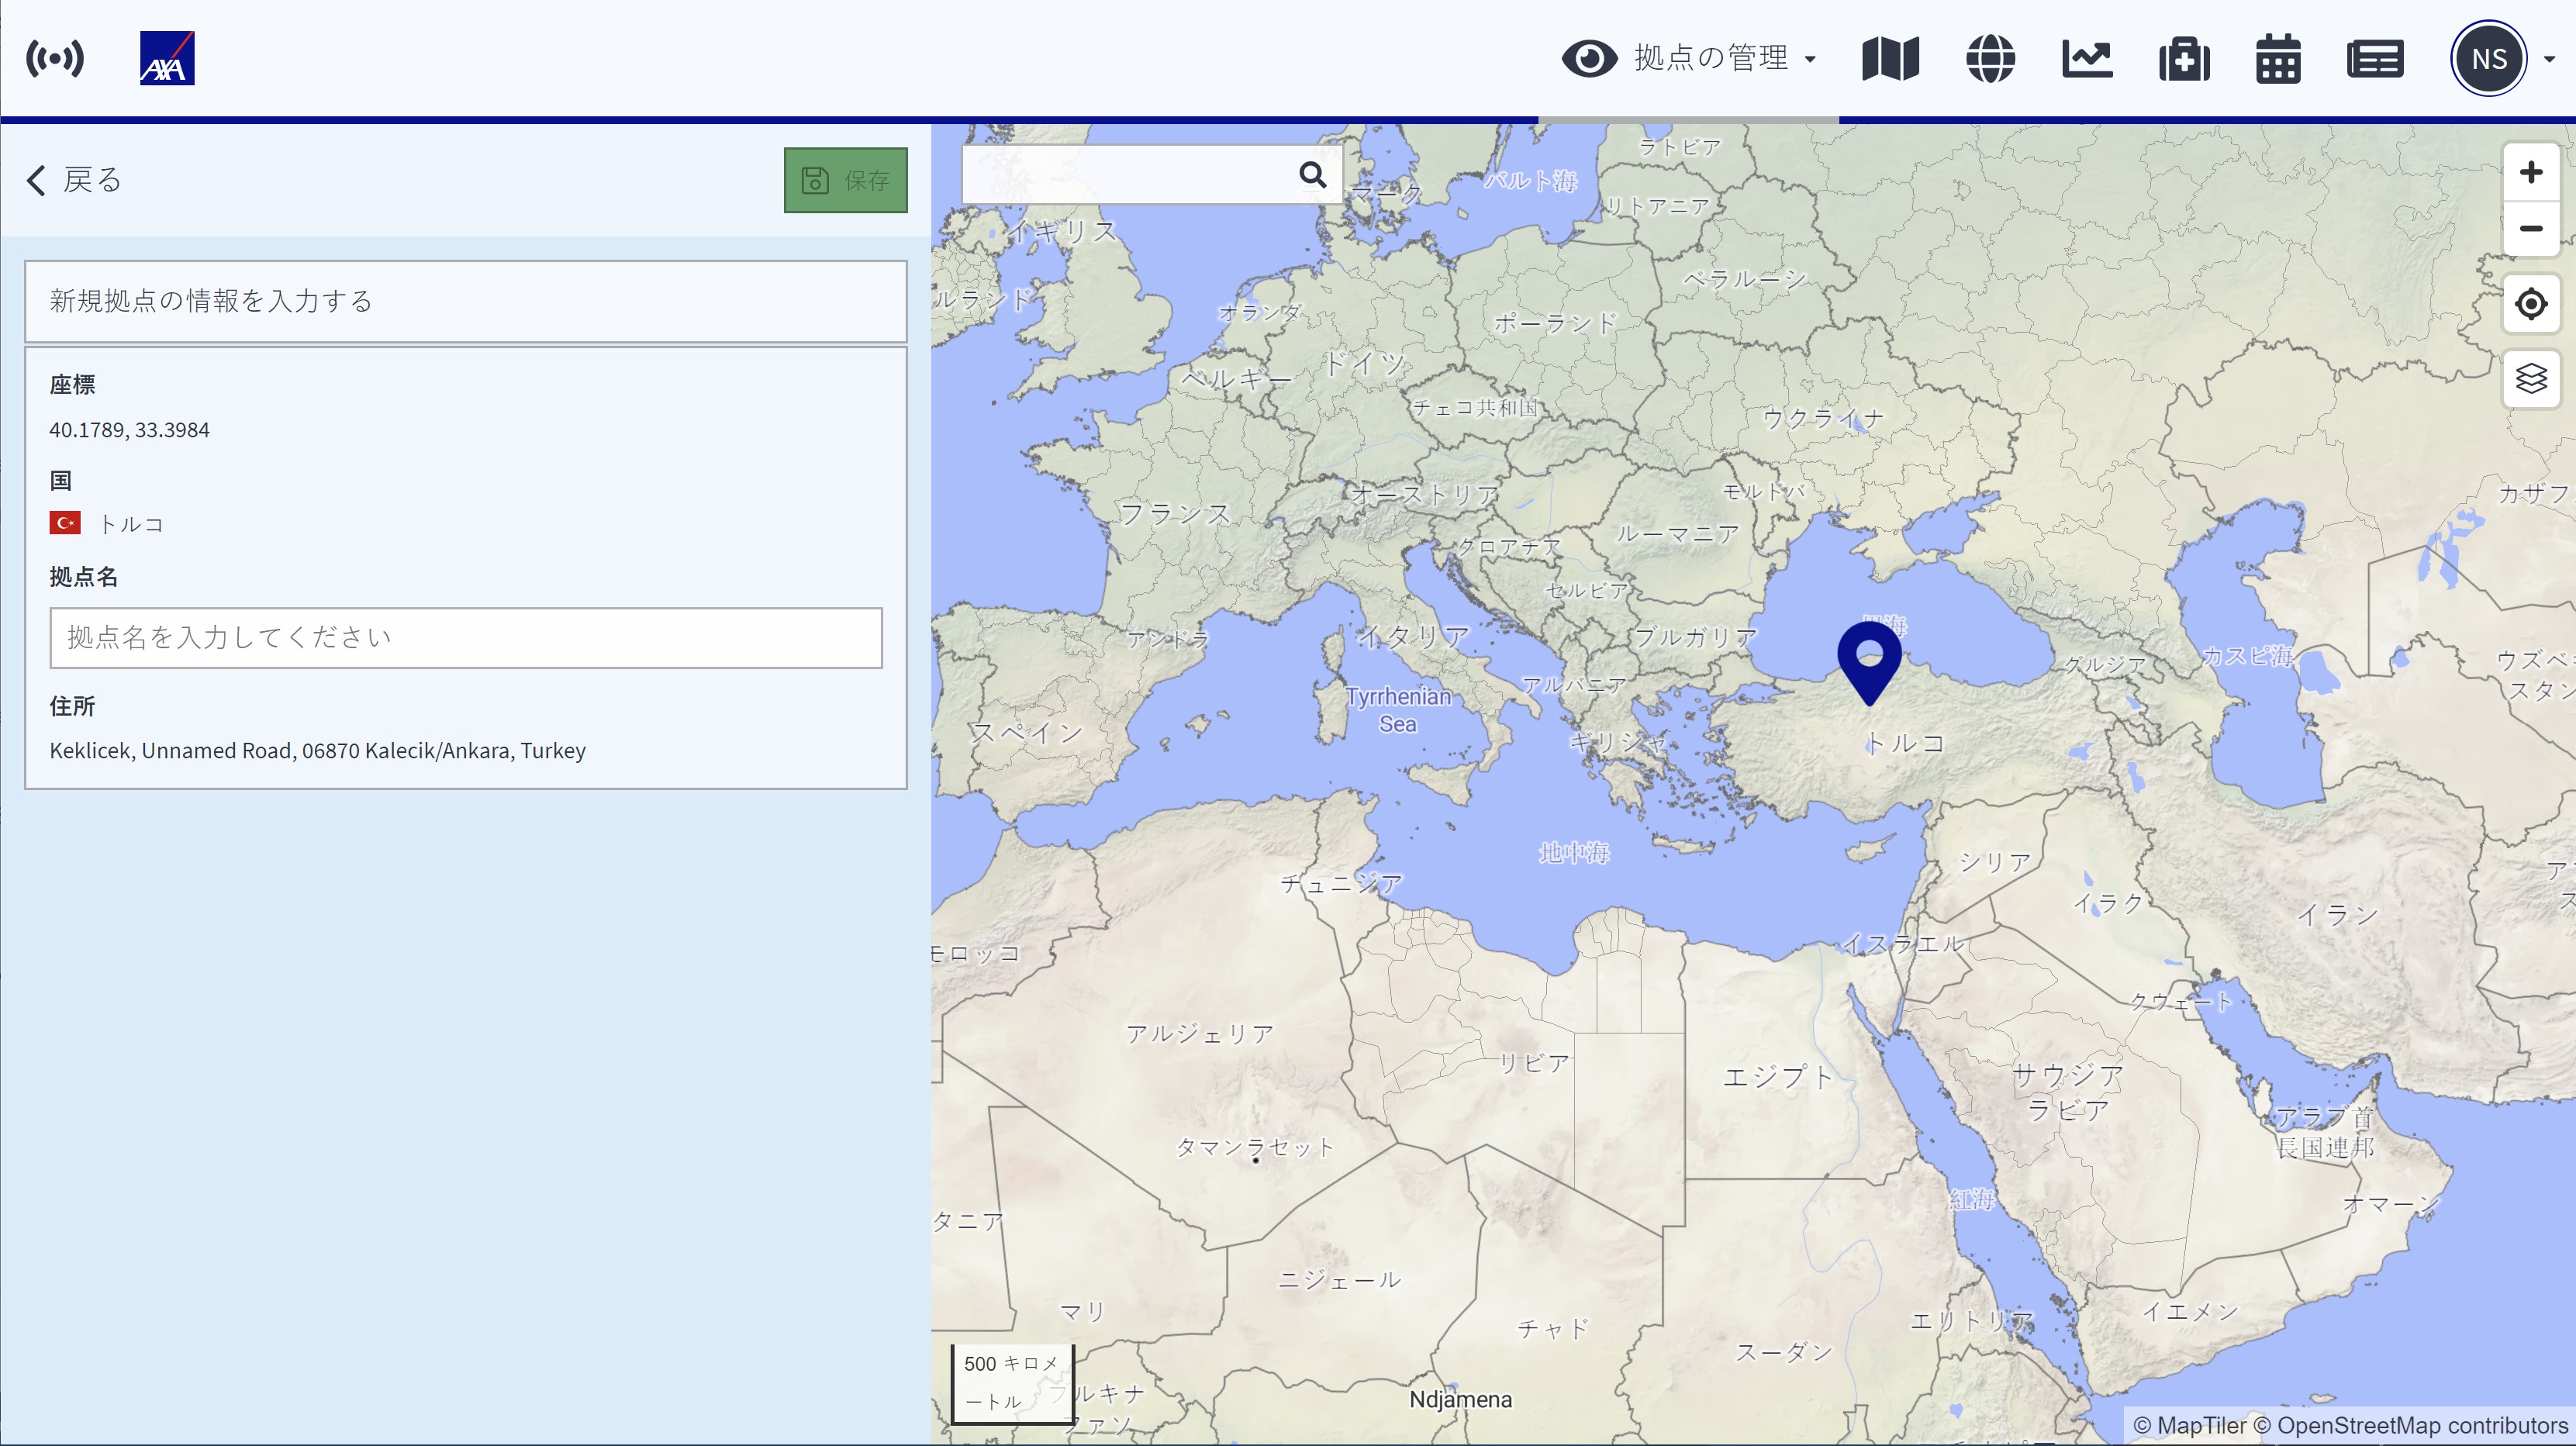 AXA
拠点の管理
NS
戻る
保存
新規拠点の情報を入力する
座標
40.1789, 33.3984
国
トルコ
拠点名
拠点名を入力してください
住所
Keklicek, Unnamed Road, 06870 Kalecik/Ankara, Turkey
ラトビア
マーク
バルト海
リトアニア
イギリス
ルランド
オランダ
ベラルーシ
ポーランド
ドイツ
ベルギー
チェコ共和国
ウクライナ
オーストリア
モルドバ
カザフ
フランス
ルーマニア
クロアチア
セルビア
アンドラ
イタリア
ブルガリア
グルジア
カスピ海
ウズベ
スタン
アルバニア
Tyrrhenian
Sea
スペイン
ギリシャ
トルコ
地中海
シリア
チュニジア
イラク
イラン
モロッコ
イスラエル
クウェート
アルジェリア
リビア
エジプト
サウジア
ラビア
アラブ首
長国連邦
タマンラセット
紅海
オマーン
タニア
ニジェール
マリ
チャド
エリトリア
イエメン
スーダン
500 キロメ
ートル
ルキナ
ファソ
Ndjamena
© MapTiler © OpenStreetMap contributors